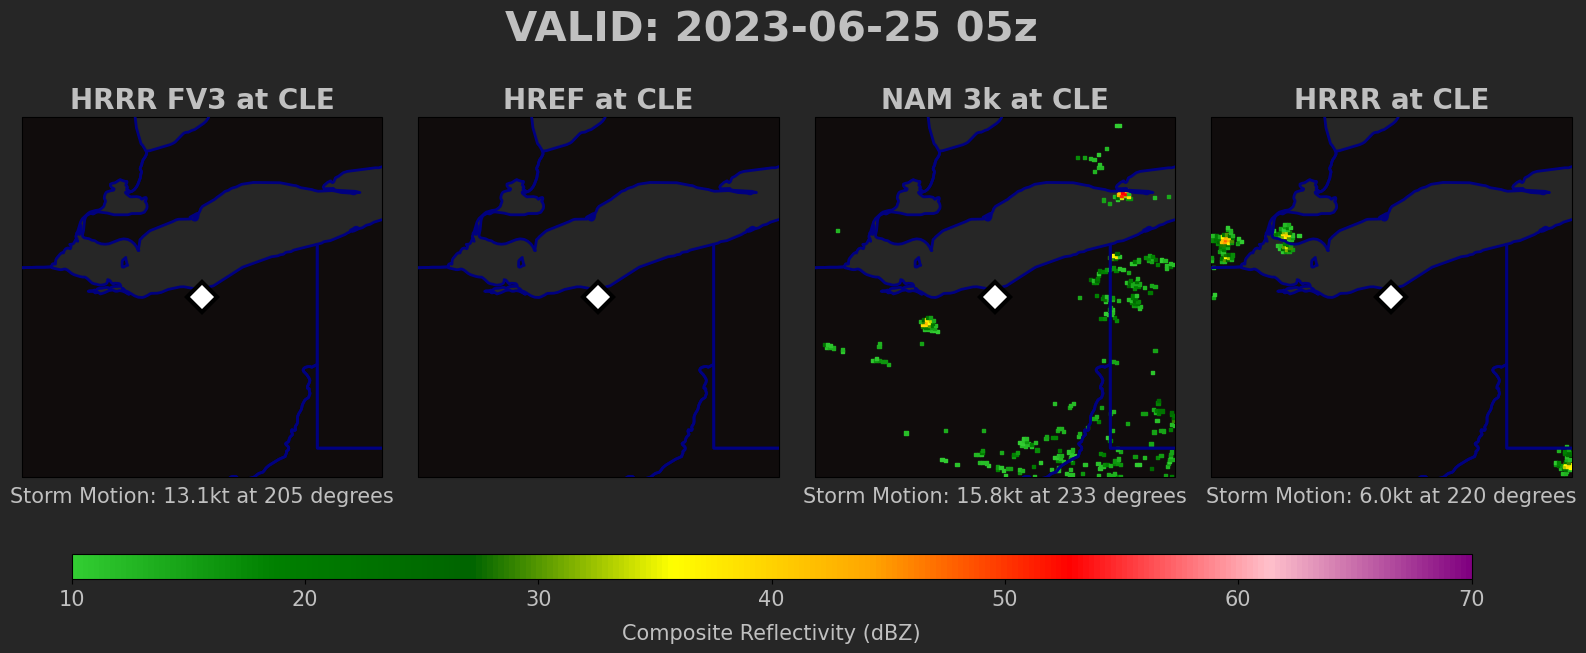 VALID: 2023-06-25 05z
HRRR FV3 at CLE
HREF at CLE
NAM 3k at CLE
HRRR at CLE
Storm Motion: 13.1kt at 205 degrees
Storm Motion: 15.8kt at 233 degrees
Storm Motion: 6.0kt at 220 degrees
10 20 30 40 50 60 70
Composite Reflectivity (dBZ)